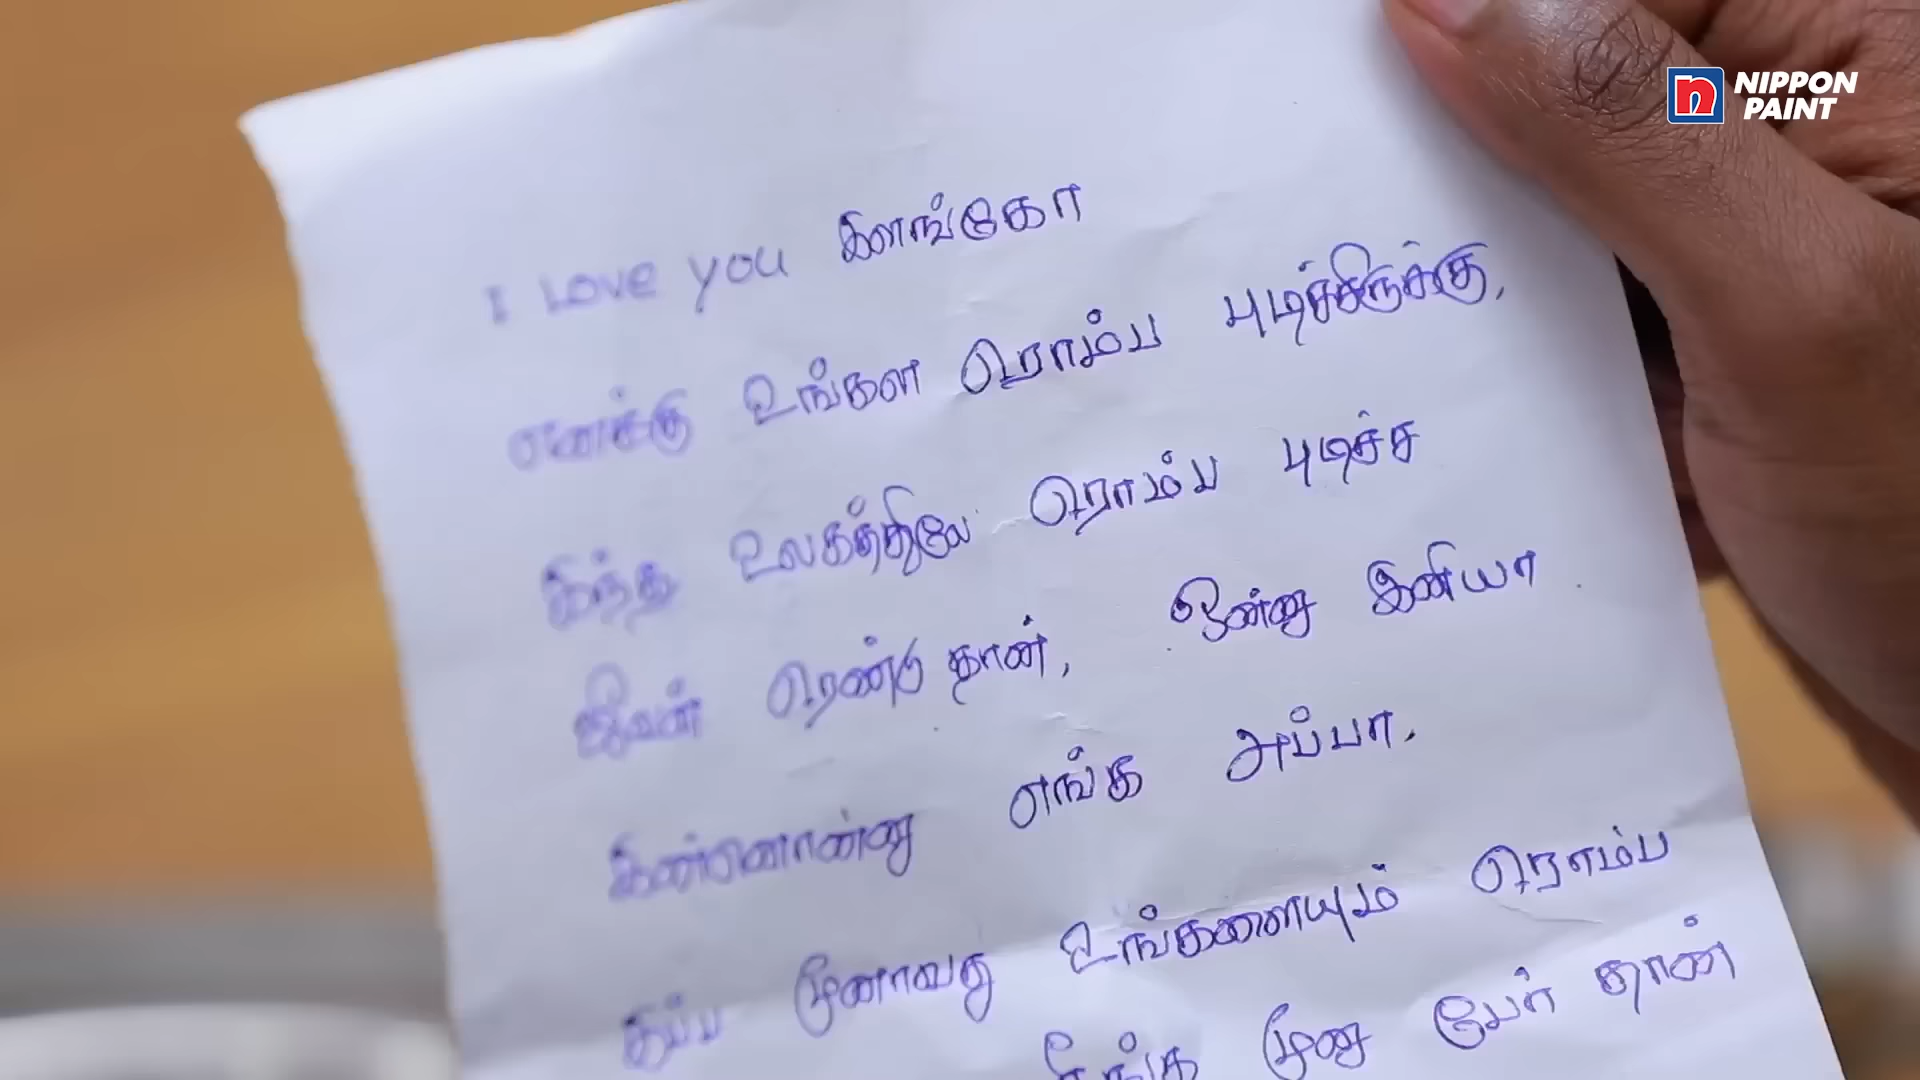 I Love you இளங்கோ
எனக்கு உங்கள ரொம்ப புடிச்சிருக்கு,
இந்த உலகத்திலே ரொம்ப புடிச்ச
ஜீவன் ரெண்டு தான், ஒன்னு இனியா
இன்னொன்னு எங்க அப்பா.
இப்ப மூனாவது உங்களையும் ரொம்ப
நீங்க மூனு பேர் தான்
NIPPON
PAINT